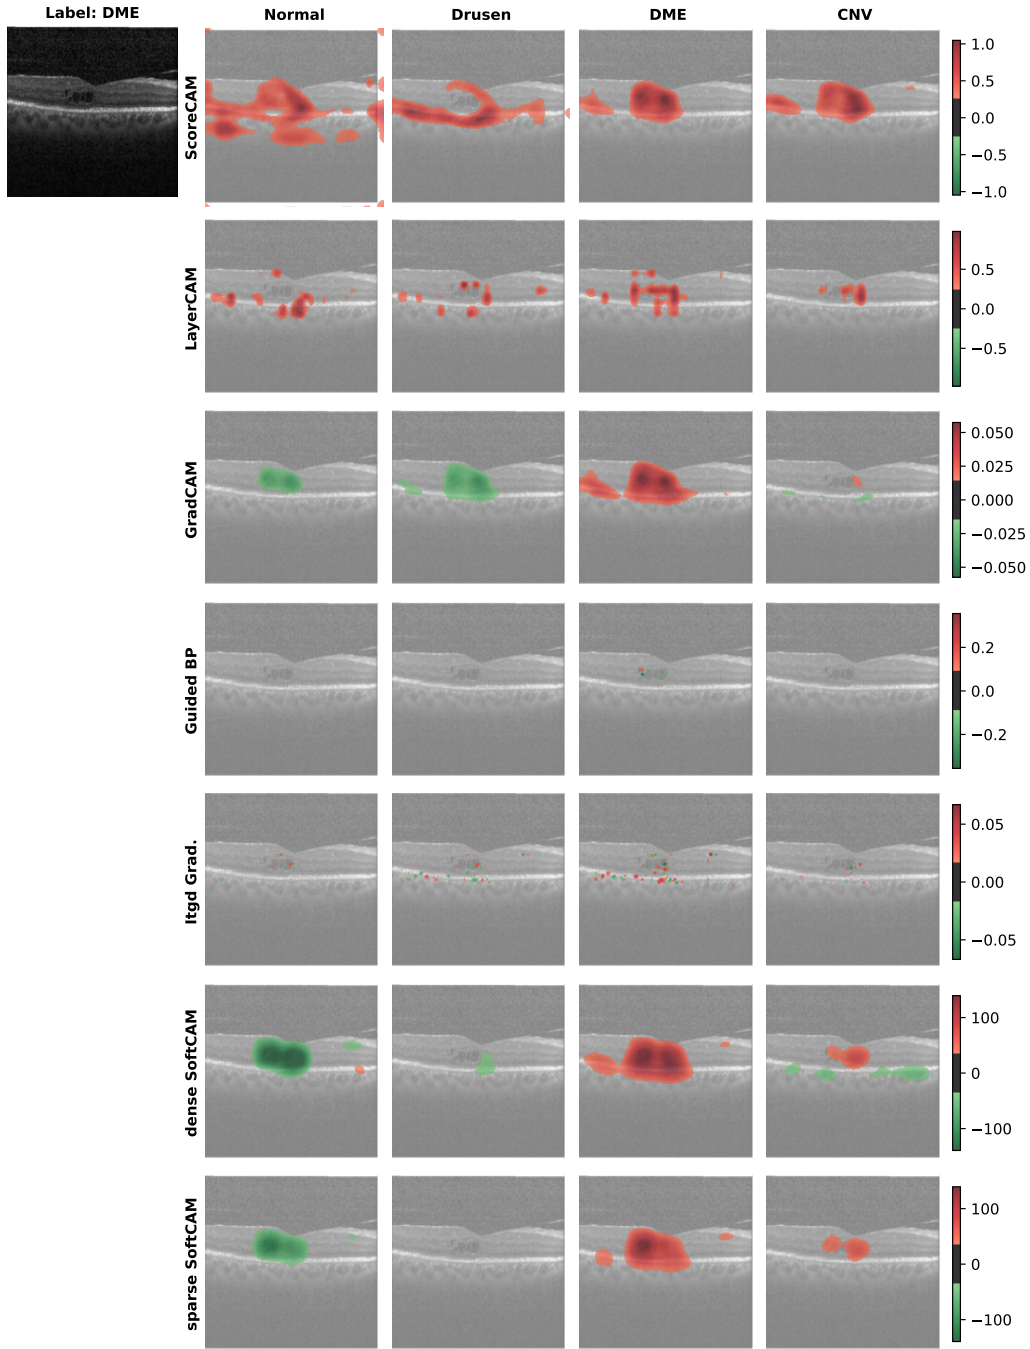 Label: DME
Normal
Drusen
DME
CNV
ScoreCAM
1.0
0.5
0.0
−0.5
−1.0
LayerCAM
0.5
0.0
−0.5
GradCAM
0.050
0.025
0.000
−0.025
−0.050
Guided BP
0.2
0.0
−0.2
Itgd Grad.
0.05
0.00
−0.05
dense SoftCAM
100
0
−100
sparse SoftCAM
100
0
−100